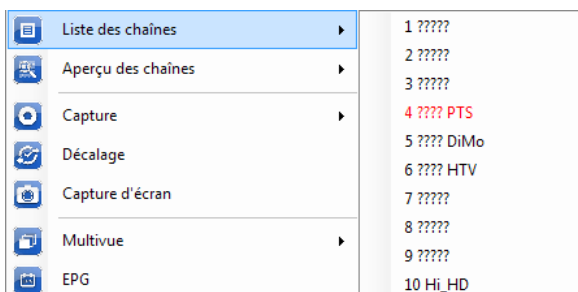 Liste des chaînes
Aperçu des chaînes
Capture
Décalage
Capture d'écran
Multivue
EPG
1 ?????
2 ?????
3 ?????
4 ???? PTS
5 ???? DiMo
6 ???? HTV
7 ?????
8 ?????
9 ?????
10 Hi_HD